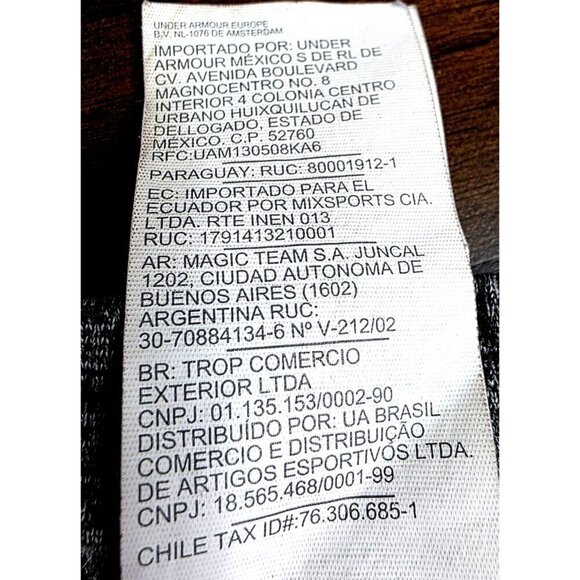 UNDER ARMOUR EUROPE
B.V. NL-1076 DE AMSTERDAM
IMPORTADO POR: UNDER
ARMOUR MÉXICO S DE RL DE
CV. AVENIDA BOULEVARD
MAGNOCENTRO NO. 8
INTERIOR 4 COLONIA CENTRO
URBANO HUIXQUILUCAN DE
DELLOGADO, ESTADO DE
MÉXICO, C.P. 52760
RFC:UAM130508KA6
PARAGUAY: RUC: 80001912-1
EC: IMPORTADO PARA EL
ECUADOR POR MIXSPORTS CIA.
LTDA. RTE INEN 013
RUC: 1791413210001
AR: MAGIC TEAM S.A. JUNCAL
1202, CIUDAD AUTONOMA DE
BUENOS AIRES (1602)
ARGENTINA RUC:
30-70884134-6 Nº V-212/02
BR: TROP COMERCIO
EXTERIOR LTDA
CNPJ: 01.135.153/0002-90
DISTRIBUÍDO POR: UA BRASIL
COMERCIO E DISTRIBUIÇÃO
DE ARTIGOS ESPORTIVOS LTDA.
CNPJ: 18.565.468/0001-99
CHILE TAX ID#:76.306.685-1